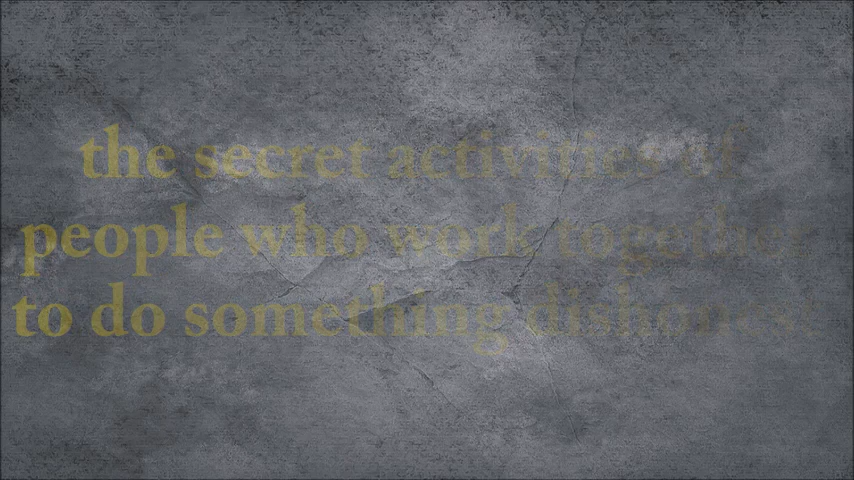 the secret activities of
people who work together
to do something dishonest